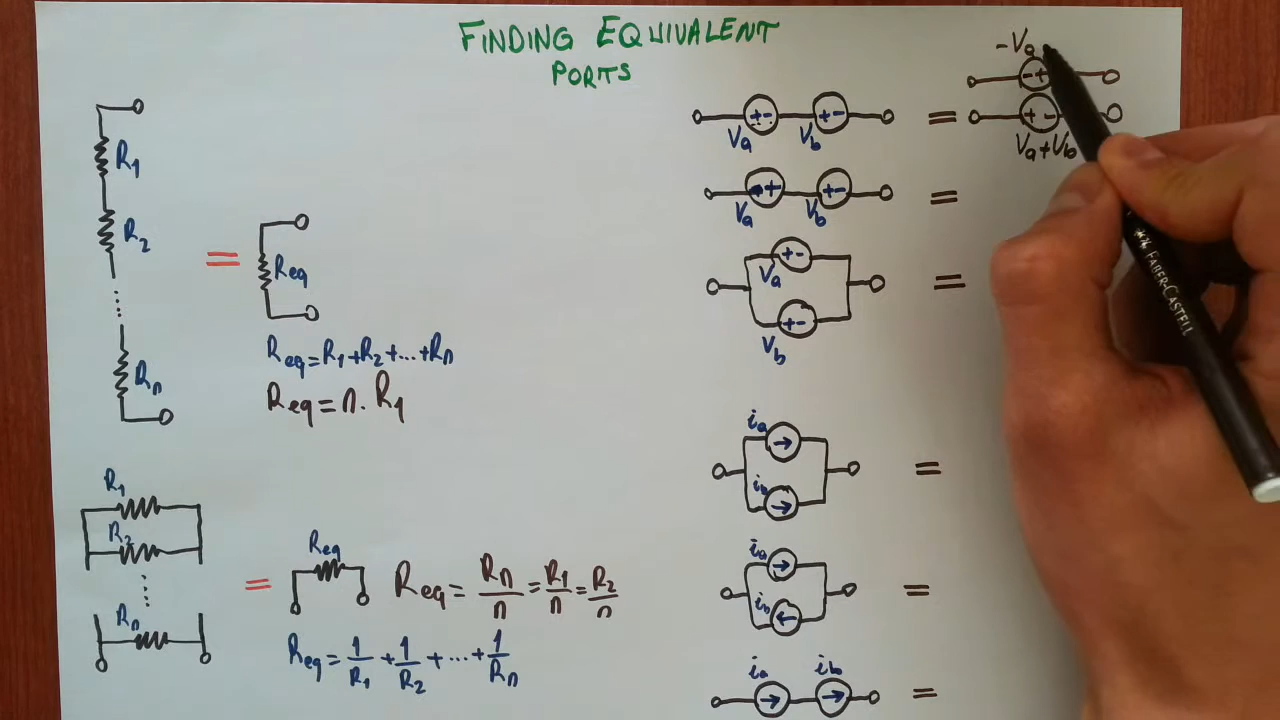 FINDING EQUIVALENT
PORTS
R1
R2
Rn
=
Req
Req=R1+R2+...+Rn
Req=n.R1
R1
R2
Rn
=
Req
Req=Rn/n=R1/n=R2/n
Req=1/R1+1/R2+...+1/Rn
+- +-
Va Vb
=
-Va
-+
+-
Va+Vb
-+ +-
Va Vb
=
+-
Va
+-
Vb
=
ia
ib
=
ia
ib
=
ia ib
=
FABER-CASTELL